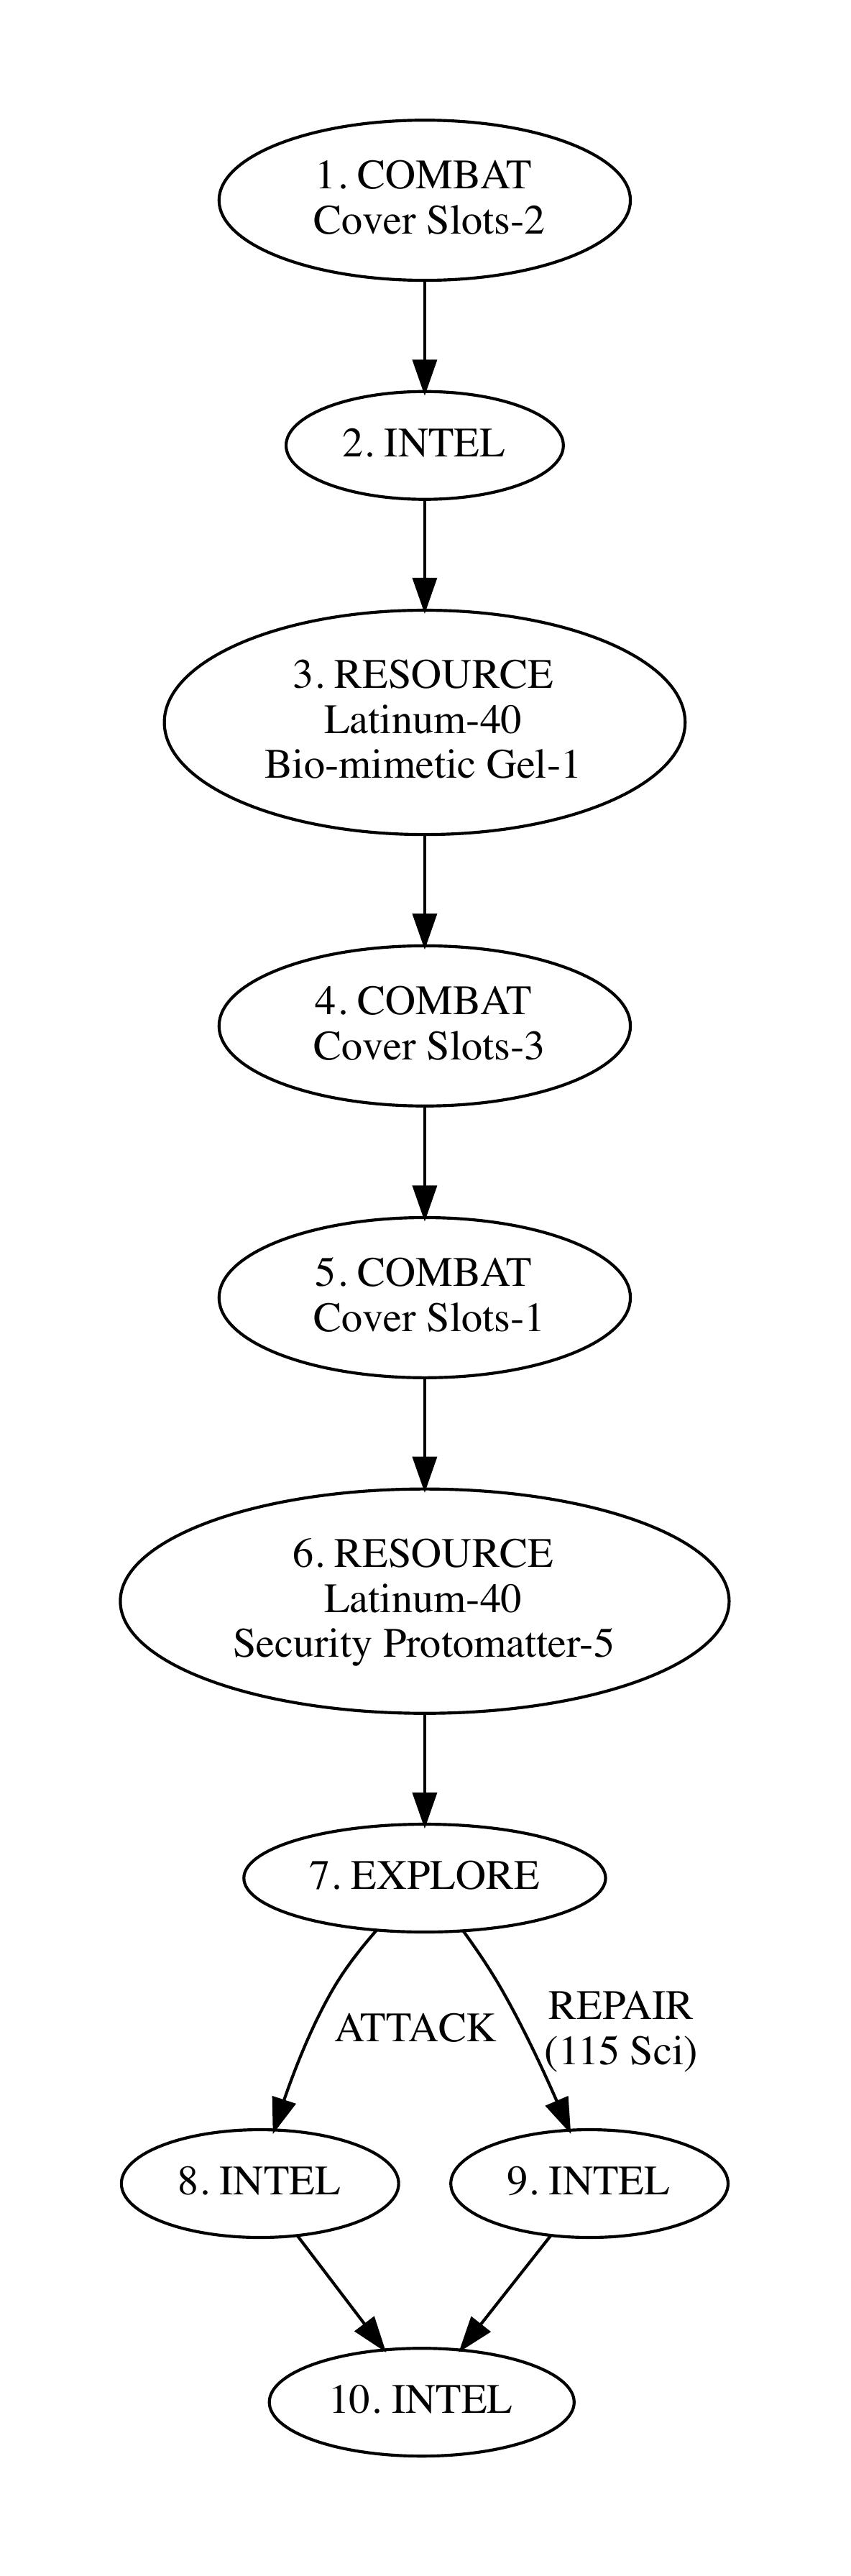 1. COMBAT
Cover Slots-2
2. INTEL
3. RESOURCE
Latinum-40
Bio-mimetic Gel-1
4. COMBAT
Cover Slots-3
5. COMBAT
Cover Slots-1
6. RESOURCE
Latinum-40
Security Protomatter-5
7. EXPLORE
ATTACK
REPAIR
(115 Sci)
8. INTEL
9. INTEL
10. INTEL